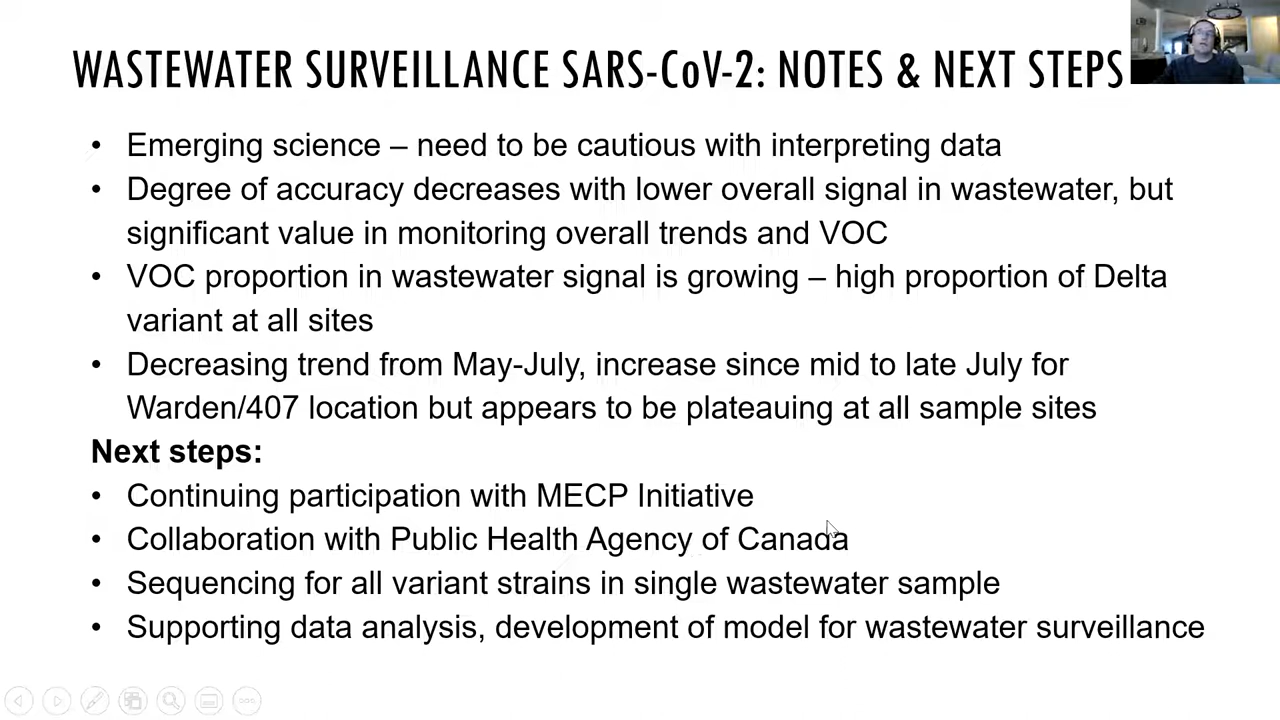 WASTEWATER SURVEILLANCE SARS-CoV-2: NOTES & NEXT STEPS
• Emerging science – need to be cautious with interpreting data
• Degree of accuracy decreases with lower overall signal in wastewater, but
significant value in monitoring overall trends and VOC
• VOC proportion in wastewater signal is growing – high proportion of Delta
variant at all sites
• Decreasing trend from May-July, increase since mid to late July for
Warden/407 location but appears to be plateauing at all sample sites
Next steps:
• Continuing participation with MECP Initiative
• Collaboration with Public Health Agency of Canada
• Sequencing for all variant strains in single wastewater sample
• Supporting data analysis, development of model for wastewater surveillance